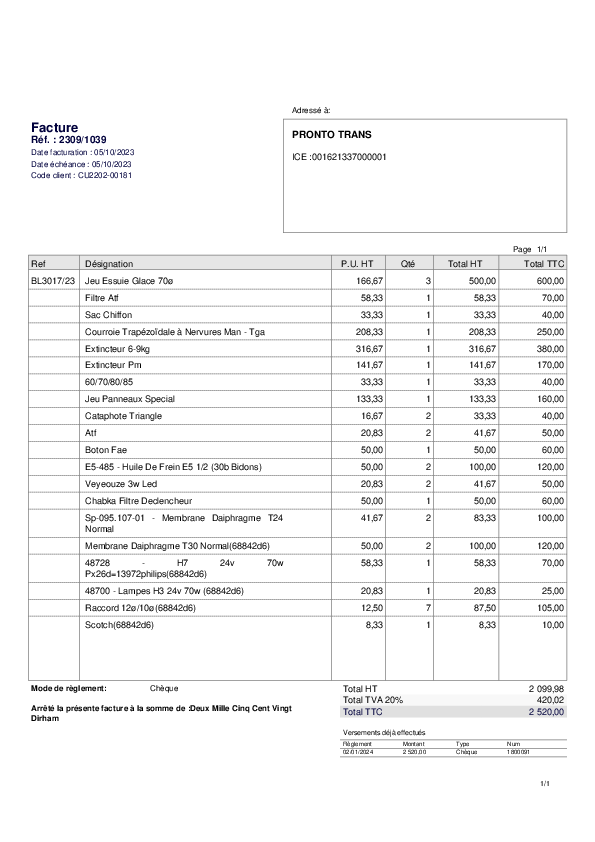 Adressé à:
Facture
Réf. : 2309/1039
Date facturation : 05/10/2023
Date échéance : 05/10/2023
Code client : CU2202-00181
PRONTO TRANS
ICE :001621337000001
Page 1/1
Ref Désignation P.U. HT Qté Total HT Total TTC
BL3017/23 Jeu Essuie Glace 70ø 166,67 3 500,00 600,00
Filtre Atf 58,33 1 58,33 70,00
Sac Chiffon 33,33 1 33,33 40,00
Courroie Trapézoïdale à Nervures Man - Tga 208,33 1 208,33 250,00
Extincteur 6-9kg 316,67 1 316,67 380,00
Extincteur Pm 141,67 1 141,67 170,00
60/70/80/85 33,33 1 33,33 40,00
Jeu Panneaux Special 133,33 1 133,33 160,00
Cataphote Triangle 16,67 2 33,33 40,00
Atf 20,83 2 41,67 50,00
Boton Fae 50,00 1 50,00 60,00
E5-485 - Huile De Frein E5 1/2 (30b Bidons) 50,00 2 100,00 120,00
Veyeouze 3w Led 20,83 2 41,67 50,00
Chabka Filtre Dedencheur 50,00 1 50,00 60,00
Sp-095.107-01 - Membrane Daiphragme T24 41,67 2 83,33 100,00
Normal
Membrane Daiphragme T30 Normal(68842d6) 50,00 2 100,00 120,00
48728 - H7 24v 70w 58,33 1 58,33 70,00
Px26d=13972philips(68842d6)
48700 - Lampes H3 24v 70w (68842d6) 20,83 1 20,83 25,00
Raccord 12ø/10ø(68842d6) 12,50 7 87,50 105,00
Scotch(68842d6) 8,33 1 8,33 10,00
Mode de règlement: Chèque
Arrêté la présente facture à la somme de :Deux Mille Cinq Cent Vingt
Dirham
Total HT 2 099,98
Total TVA 20% 420,02
Total TTC 2 520,00
Versements déjà effectués
Règlement Montant Type Num
02/01/2024 2 520,00 Chèque 1800091
1/1